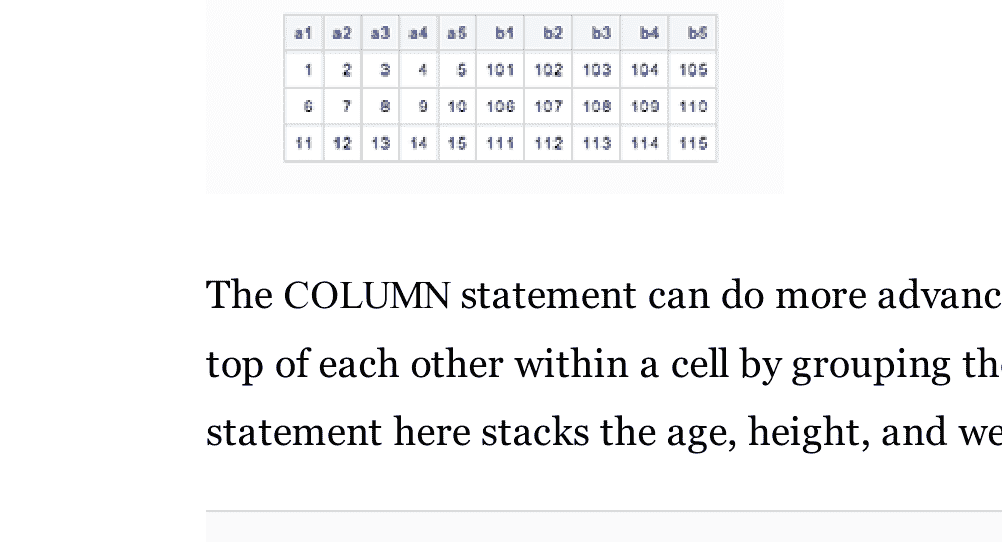 a1 a2 a3 a4 a5 b1 b2 b3 b4 b5
1 2 3 4 5 101 102 103 104 105
6 7 8 9 10 106 107 108 109 110
11 12 13 14 15 111 112 113 114 115
The COLUMN statement can do more advanc
top of each other within a cell by grouping th
statement here stacks the age, height, and we